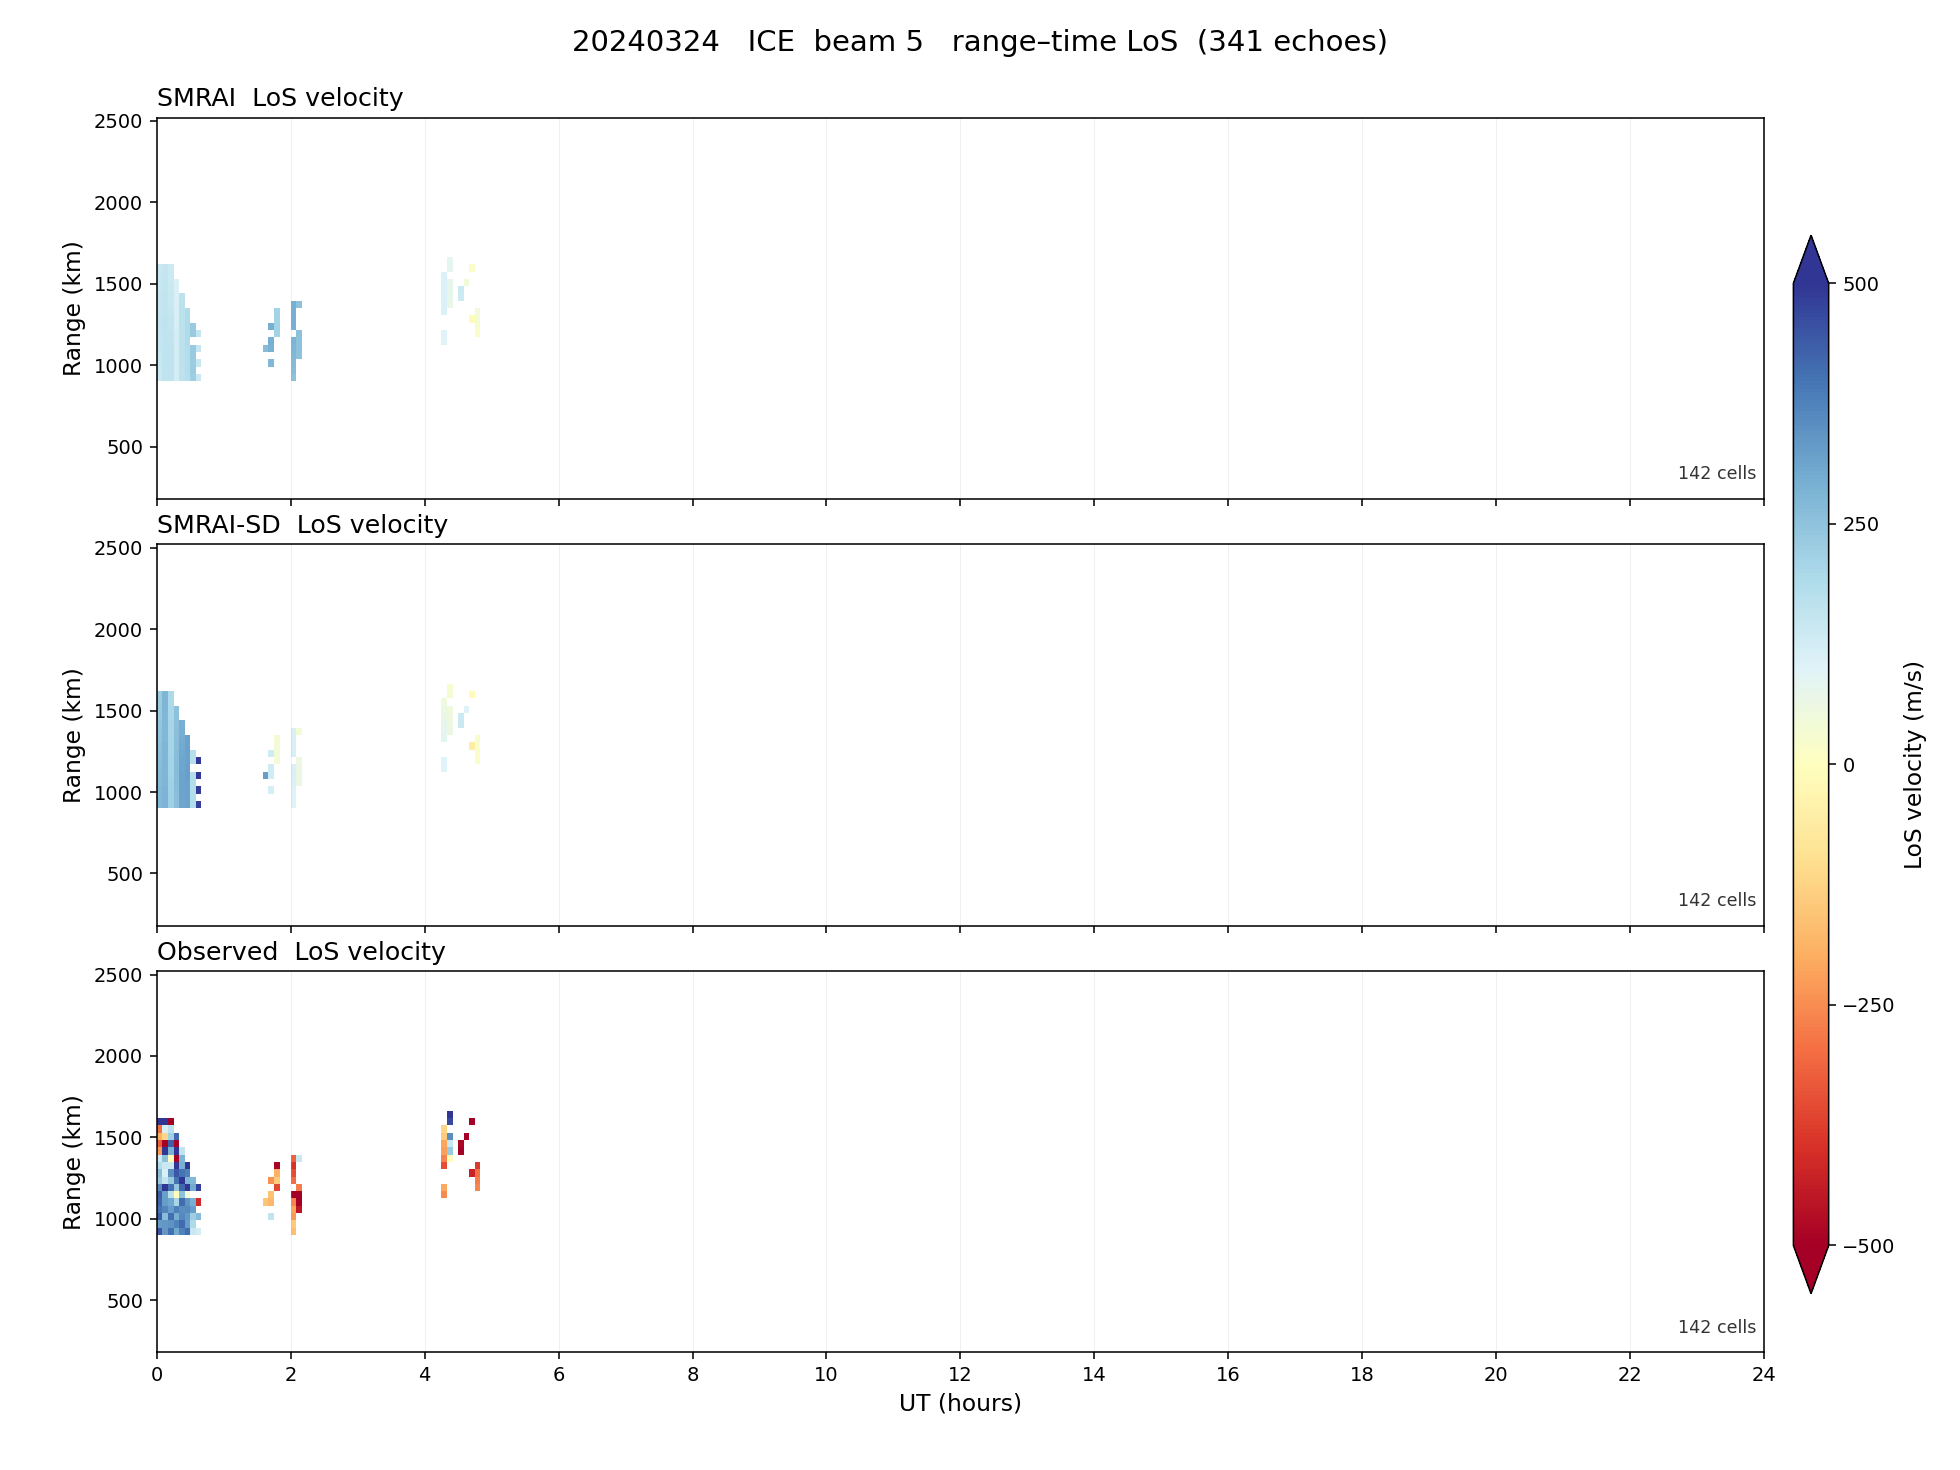 20240324 ICE beam 5 range–time LoS (341 echoes)
SMRAI LoS velocity
2500
2000
1500
1000
500
Range (km)
142 cells
SMRAI-SD LoS velocity
2500
2000
1500
1000
500
Range (km)
142 cells
Observed LoS velocity
2500
2000
1500
1000
500
Range (km)
142 cells
0 2 4 6 8 10 12 14 16 18 20 22 24
UT (hours)
500
250
0
−250
−500
LoS velocity (m/s)